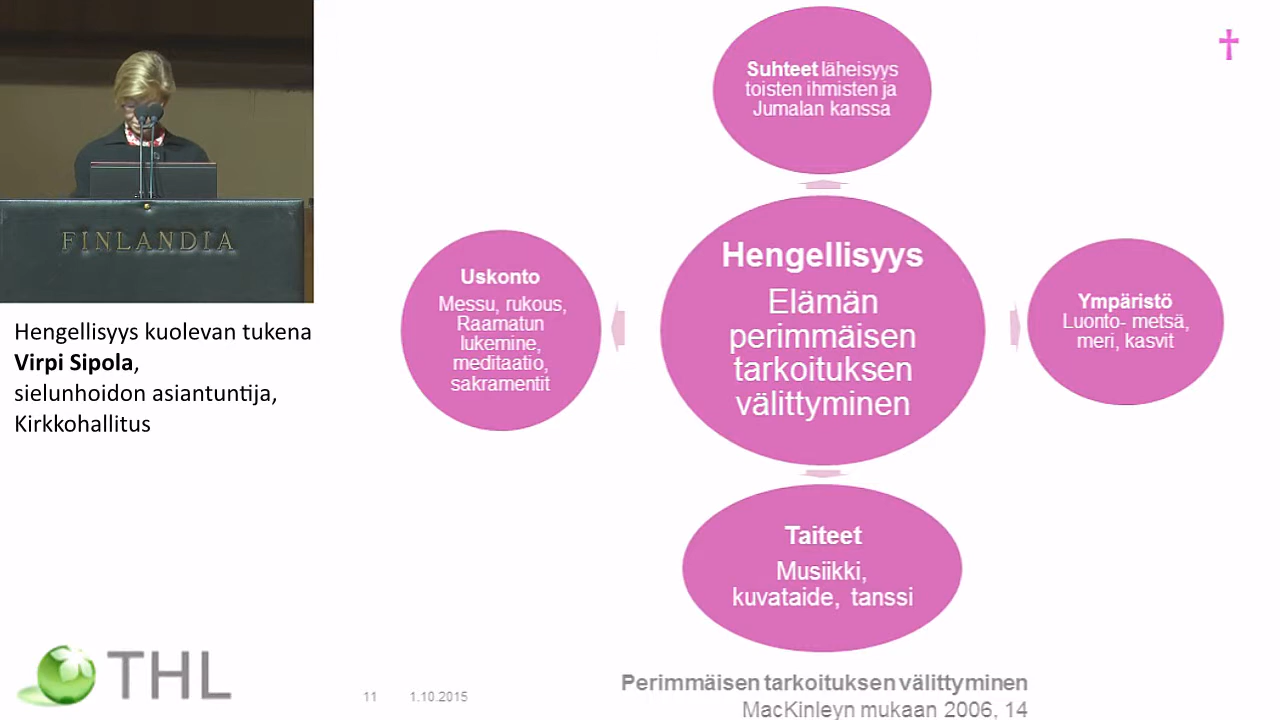 FINLANDIA
Hengellisyys kuolevan tukena
Virpi Sipola,
sielunhoidon asiantuntija,
Kirkkohallitus
Suhteet läheisyys
toisten ihmisten ja
Jumalan kanssa
Hengellisyys
Elämän
perimmäisen
tarkoituksen
välittyminen
Uskonto
Messu, rukous,
Raamatun
lukemine,
meditaatio,
sakramentit
Ympäristö
Luonto- metsä,
meri, kasvit
Taiteet
Musiikki,
kuvataide, tanssi
THL
11 1.10.2015
Perimmäisen tarkoituksen välittyminen
MacKinleyn mukaan 2006, 14